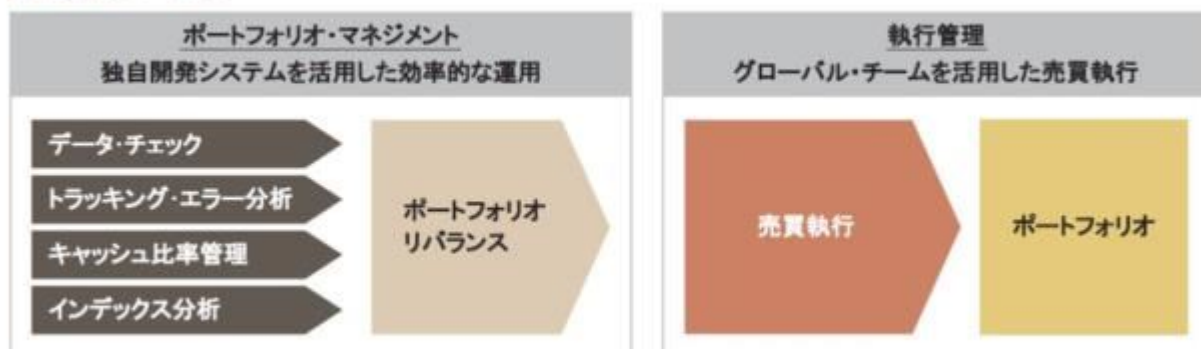 ポートフォリオ・マネジメント
独自開発システムを活用した効率的な運用
データ・チェック
トラッキング・エラー分析
キャッシュ比率管理
インデックス分析
ポートフォリオ
リバランス
執行管理
グローバル・チームを活用した売買執行
売買執行
ポートフォリオ